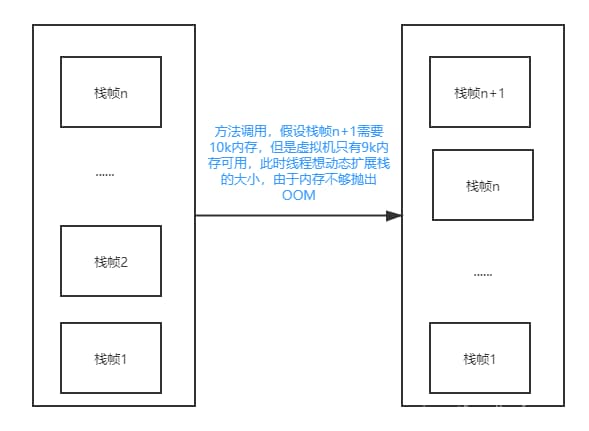 栈帧n
......
栈帧2
栈帧1
方法调用，假设栈帧n+1需要
10k内存，但是虚拟机只有9k内
存可用，此时线程想动态扩展栈
的大小，由于内存不够抛出
OOM
栈帧n+1
栈帧n
......
栈帧1